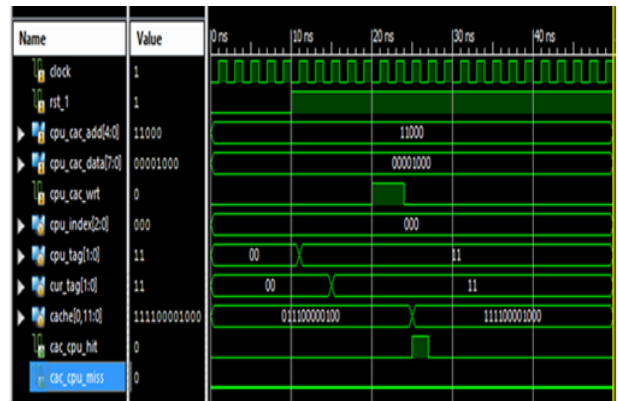 Name Value 0 ns 10 ns 20 ns 30 ns 40 ns
clock 1
rst_1 1
cpu_cac_add[4:0] 11000 11000
cpu_cac_data[7:0] 00001000 00001000
cpu_cac_wrt 0
cpu_index[2:0] 000 000
cpu_tag[1:0] 11 00 11
cur_tag[1:0] 11 00 11
cache[0,11:0] 111100001000 011100000100 111100001000
cac_cpu_hit 0
cac_cpu_miss 0